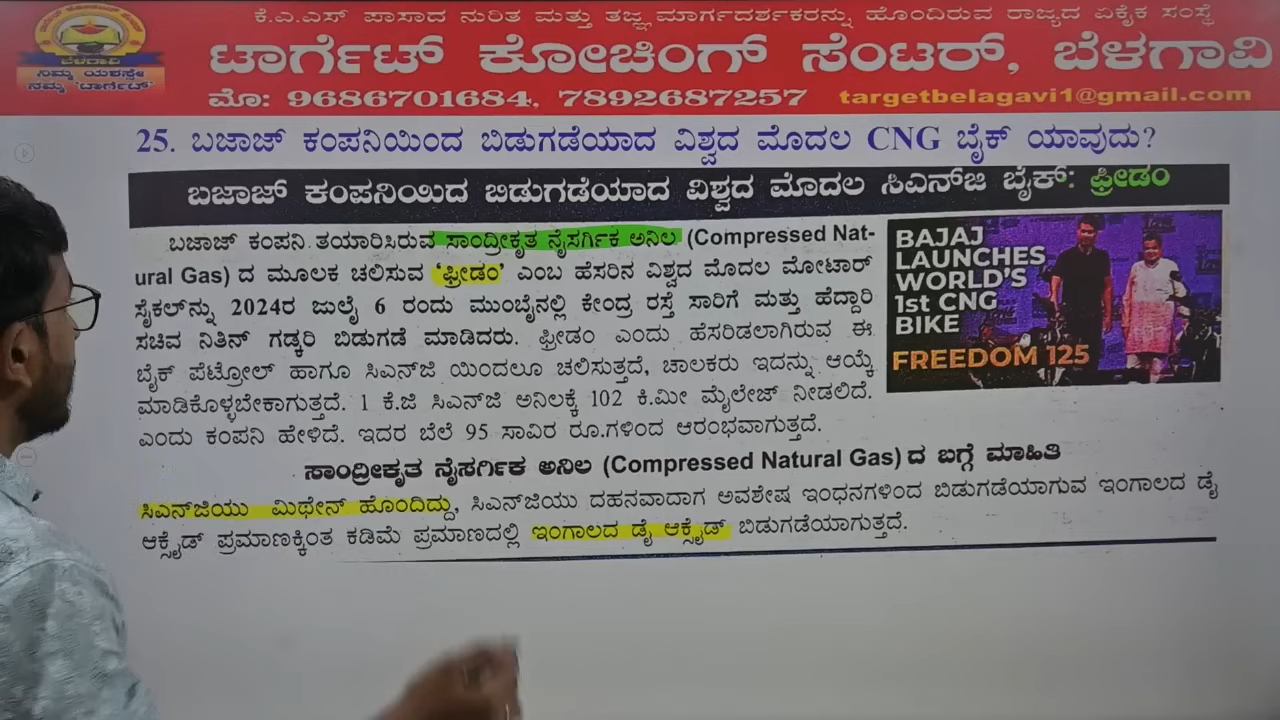 ಕೆ.ಎ.ಎಸ್ ಪಾಸಾದ ನುರಿತ ಮತ್ತು ತಜ್ಞ ಮಾರ್ಗದರ್ಶಕರನ್ನು ಹೊಂದಿರುವ ರಾಜ್ಯದ ಏಕೈಕ ಸಂಸ್ಥೆ
ಟಾರ್ಗೆಟ್ ಕೋಚಿಂಗ್ ಸೆಂಟರ್, ಬೆಳಗಾವಿ
ಬೆಳಗಾವಿ
ನಿಮ್ಮ ಯಶಸ್ಸೇ
ನಮ್ಮ 'ಟಾರ್ಗೆಟ್'
ಮೊ: 9686701684, 7892687257 targetbelagavi1@gmail.com
25. ಬಜಾಜ್ ಕಂಪನಿಯಿಂದ ಬಿಡುಗಡೆಯಾದ ವಿಶ್ವದ ಮೊದಲ CNG ಬೈಕ್ ಯಾವುದು?
ಬಜಾಜ್ ಕಂಪನಿಯಿದ ಬಿಡುಗಡೆಯಾದ ವಿಶ್ವದ ಮೊದಲ ಸಿಎನ್‌ಜಿ ಬೈಕ್: ಫ್ರೀಡಂ
ಬಜಾಜ್ ಕಂಪನಿ ತಯಾರಿಸಿರುವ ಸಾಂದ್ರೀಕೃತ ನೈಸರ್ಗಿಕ ಅನಿಲ (Compressed Nat-
ural Gas) ದ ಮೂಲಕ ಚಲಿಸುವ 'ಫ್ರೀಡಂ' ಎಂಬ ಹೆಸರಿನ ವಿಶ್ವದ ಮೊದಲ ಮೋಟಾರ್
ಸೈಕಲ್‌ನ್ನು 2024ರ ಜುಲೈ 6 ರಂದು ಮುಂಬೈನಲ್ಲಿ ಕೇಂದ್ರ ರಸ್ತೆ ಸಾರಿಗೆ ಮತ್ತು ಹೆದ್ದಾರಿ
ಸಚಿವ ನಿತಿನ್ ಗಡ್ಕರಿ ಬಿಡುಗಡೆ ಮಾಡಿದರು. ಫ್ರೀಡಂ ಎಂದು ಹೆಸರಿಡಲಾಗಿರುವ ಈ
ಬೈಕ್ ಪೆಟ್ರೋಲ್ ಹಾಗೂ ಸಿಎನ್‌ಜಿ ಯಿಂದಲೂ ಚಲಿಸುತ್ತದೆ, ಚಾಲಕರು ಇದನ್ನು ಆಯ್ಕೆ
ಮಾಡಿಕೊಳ್ಳಬೇಕಾಗುತ್ತದೆ. 1 ಕೆ.ಜಿ ಸಿಎನ್‌ಜಿ ಅನಿಲಕ್ಕೆ 102 ಕಿ.ಮೀ ಮೈಲೇಜ್ ನೀಡಲಿದೆ.
ಎಂದು ಕಂಪನಿ ಹೇಳಿದೆ. ಇದರ ಬೆಲೆ 95 ಸಾವಿರ ರೂ.ಗಳಿಂದ ಆರಂಭವಾಗುತ್ತದೆ.
BAJAJ
LAUNCHES
WORLD'S
1st CNG
BIKE
FREEDOM 125
ಸಾಂದ್ರೀಕೃತ ನೈಸರ್ಗಿಕ ಅನಿಲ (Compressed Natural Gas) ದ ಬಗ್ಗೆ ಮಾಹಿತಿ
ಸಿಎನ್‌ಜಿಯು ಮಿಥೇನ್ ಹೊಂದಿದ್ದು, ಸಿಎನ್‌ಜಿಯು ದಹನವಾದಾಗ ಅವಶೇಷ ಇಂಧನಗಳಿಂದ ಬಿಡುಗಡೆಯಾಗುವ ಇಂಗಾಲದ ಡೈ
ಆಕ್ಸೈಡ್ ಪ್ರಮಾಣಕ್ಕಿಂತ ಕಡಿಮೆ ಪ್ರಮಾಣದಲ್ಲಿ ಇಂಗಾಲದ ಡೈ ಆಕ್ಸೈಡ್ ಬಿಡುಗಡೆಯಾಗುತ್ತದೆ.